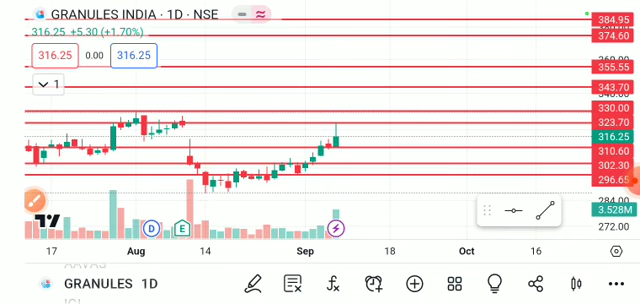 GRANULES INDIA · 1D · NSE
316.25 +5.30 (+1.70%)
316.25 0.00 316.25
1
384.95
374.60
355.55
343.70
330.00
323.70
316.25
310.60
302.30
296.65
284.00
3.528M
272.00
D E
17 Aug 14 Sep 18 Oct 16
GRANULES 1D